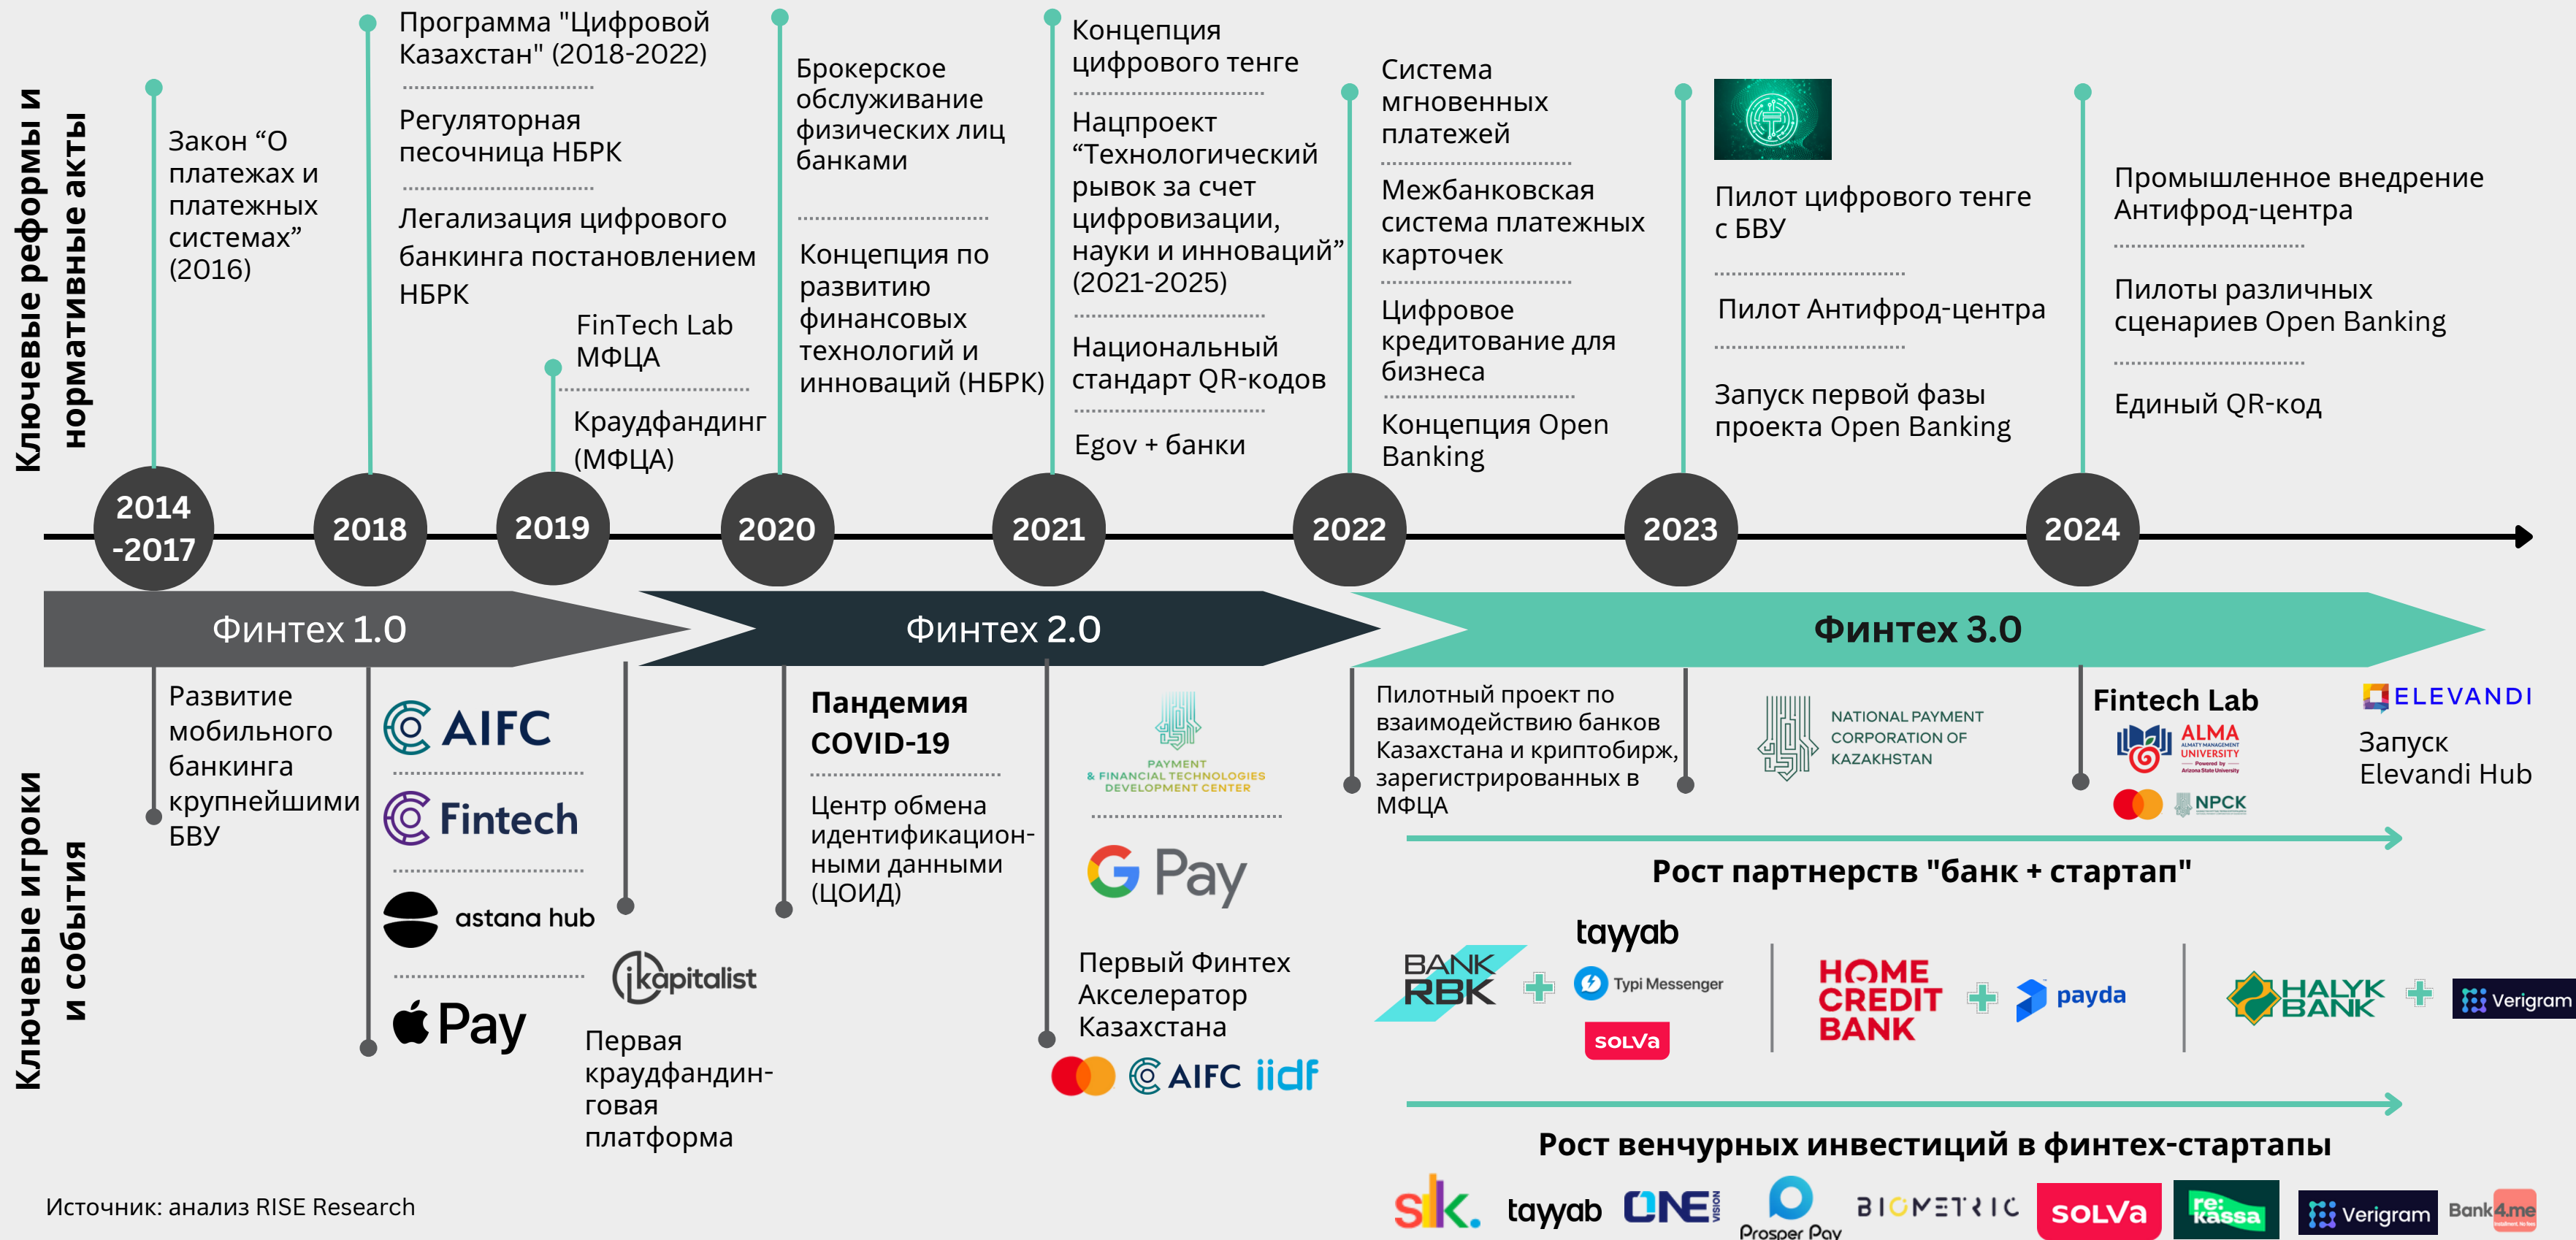 Ключевые реформы и
нормативные акты
Закон “О
платежах и
платежных
системах”
(2016)
Программа "Цифровой
Казахстан" (2018-2022)
Регуляторная
песочница НБРК
Легализация цифрового
банкинга постановлением
НБРК
FinTech Lab
МФЦА
Краудфандинг
(МФЦА)
Брокерское
обслуживание
физических лиц
банками
Концепция по
развитию
финансовых
технологий и
инноваций (НБРК)
Концепция
цифрового тенге
Нацпроект
“Технологический
рывок за счет
цифровизации,
науки и инноваций”
(2021-2025)
Национальный
стандарт QR-кодов
Egov + банки
Система
мгновенных
платежей
Межбанковская
система платежных
карточек
Цифровое
кредитование для
бизнеса
Концепция Open
Banking
Пилот цифрового тенге
с БВУ
Пилот Антифрод-центра
Запуск первой фазы
проекта Open Banking
Промышленное внедрение
Антифрод-центра
Пилоты различных
сценариев Open Banking
Единый QR-код
2014
-2017
2018
2019
2020
2021
2022
2023
2024
Финтех 1.0
Финтех 2.0
Финтех 3.0
Ключевые игроки
и события
Развитие
мобильного
банкинга
крупнейшими
БВУ
AIFC
Fintech
astana hub
Pay
kapitalist
Первая
краудфандин-
говая
платформа
Пандемия
COVID-19
Центр обмена
идентификацион-
ными данными
(ЦОИД)
PAYMENT
& FINANCIAL TECHNOLOGIES
DEVELOPMENT CENTER
G Pay
Первый Финтех
Акселератор
Казахстана
AIFC iidf
Пилотный проект по
взаимодействию банков
Казахстана и криптобирж,
зарегистрированных в
МФЦА
NATIONAL PAYMENT
CORPORATION OF
KAZAKHSTAN
Fintech Lab
ALMA
ALMATY MANAGEMENT
UNIVERSITY
Powered by
Arizona State University
NPCK
ELEVANDI
Запуск
Elevandi Hub
Рост партнерств "банк + стартап"
BANK
RBK
tayyab
Typi Messenger
soLVa
HOME
CREDIT
BANK
payda
HALYK
BANK
Verigram
Рост венчурных инвестиций в финтех-стартапы
silk.
tayyab
ONE
VISION
Prosper Pay
BIOMETRIC
soLVa
re:
kassa
Verigram
Bank4.me
Источник: анализ RISE Research